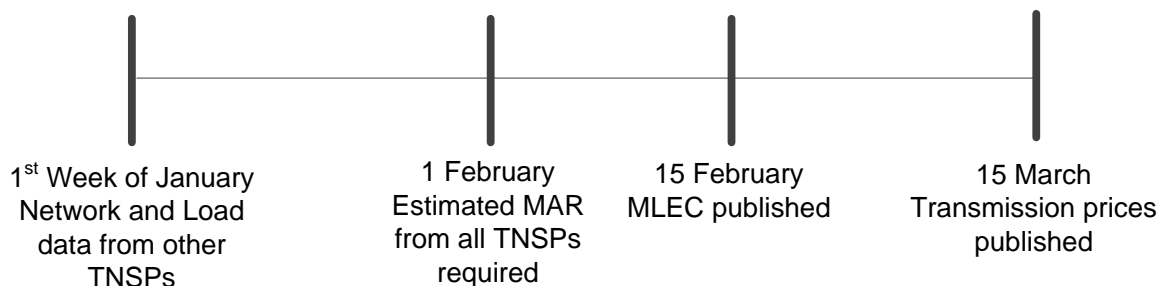 1st Week of January
Network and Load
data from other
TNSPs
1 February
Estimated MAR
from all TNSPs
required
15 February
MLEC published
15 March
Transmission prices
published